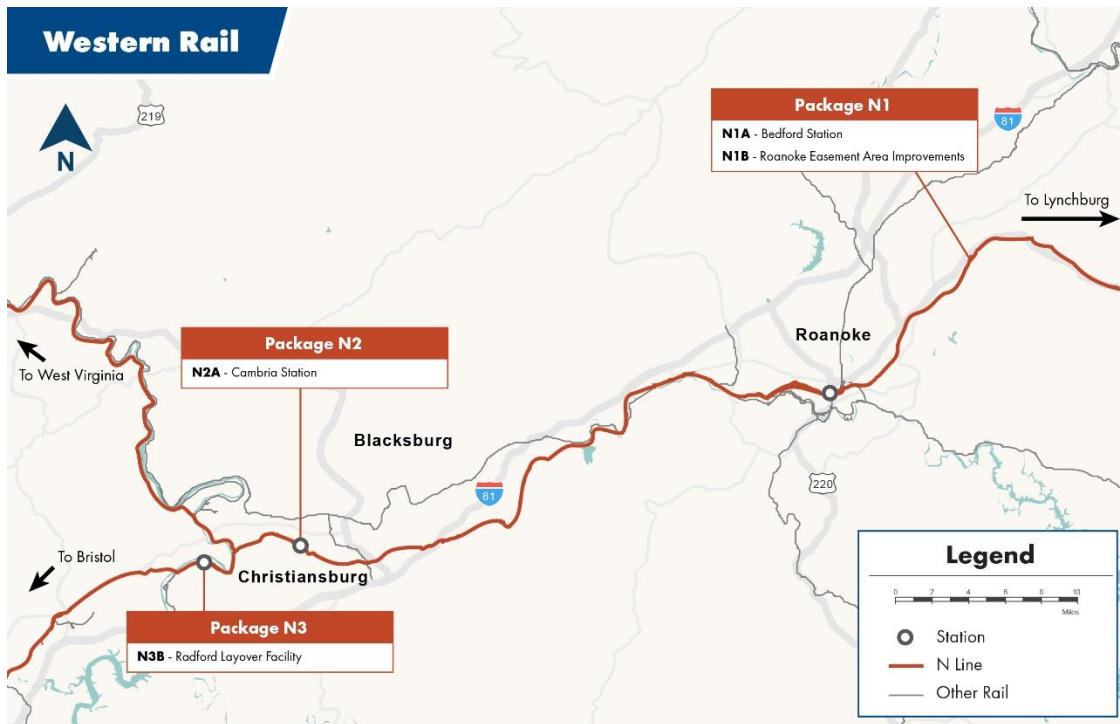 Western Rail
219
N
Package N1
N1A - Bedford Station
N1B - Roanoke Easement Area Improvements
81
To Lynchburg
Roanoke
Package N2
N2A - Cambria Station
To West Virginia
Blacksburg
81
220
To Bristol
Christiansburg
Package N3
N3B - Radford Layover Facility
Legend
0 2 4 6 8 10
Miles
Station
N Line
Other Rail